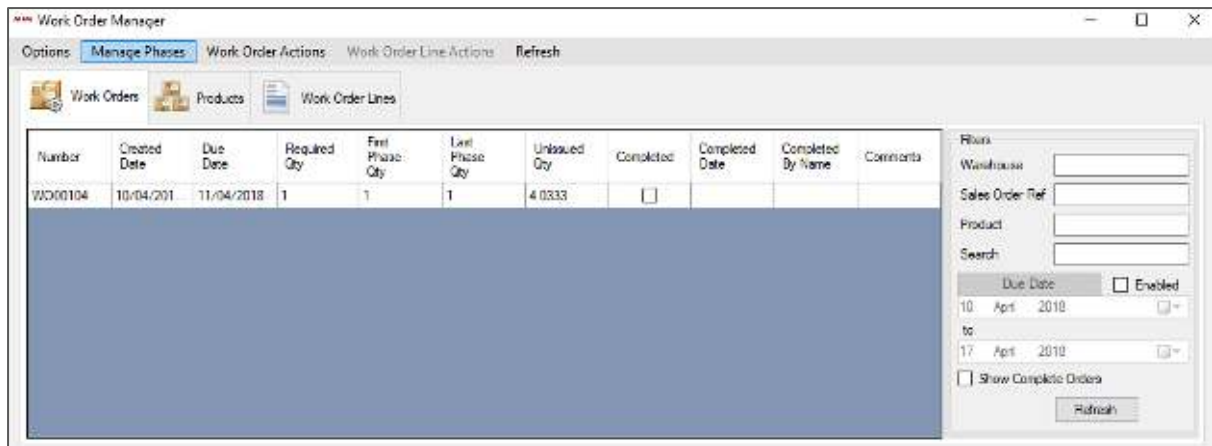 Work Order Manager
Options Manage Phases Work Order Actions Work Order Line Actions Refresh
Work Orders Products Work Order Lines
Number Created Date Due Date Required Qty First Phase Qty Last Phase Qty Unissued Qty Completed Completed Date Completed By Name Comments
WO00104 10/04/201... 11/04/2018 1 1 1 4.0333
Filters
Warehouse
Sales Order Ref
Product
Search
Due Date Enabled
10 April 2018
to
17 April 2018
Show Complete Orders
Refresh